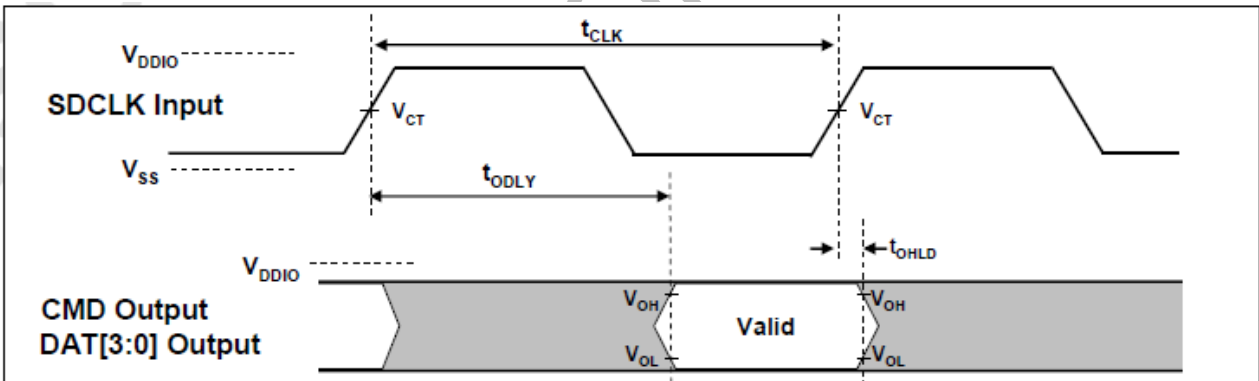 tCLK
VDDIO
SDCLK Input
VCT
VCT
VSS
tODLY
tOHLD
VDDIO
CMD Output
DAT[3:0] Output
VOH
Valid
VOH
VOL
VOL